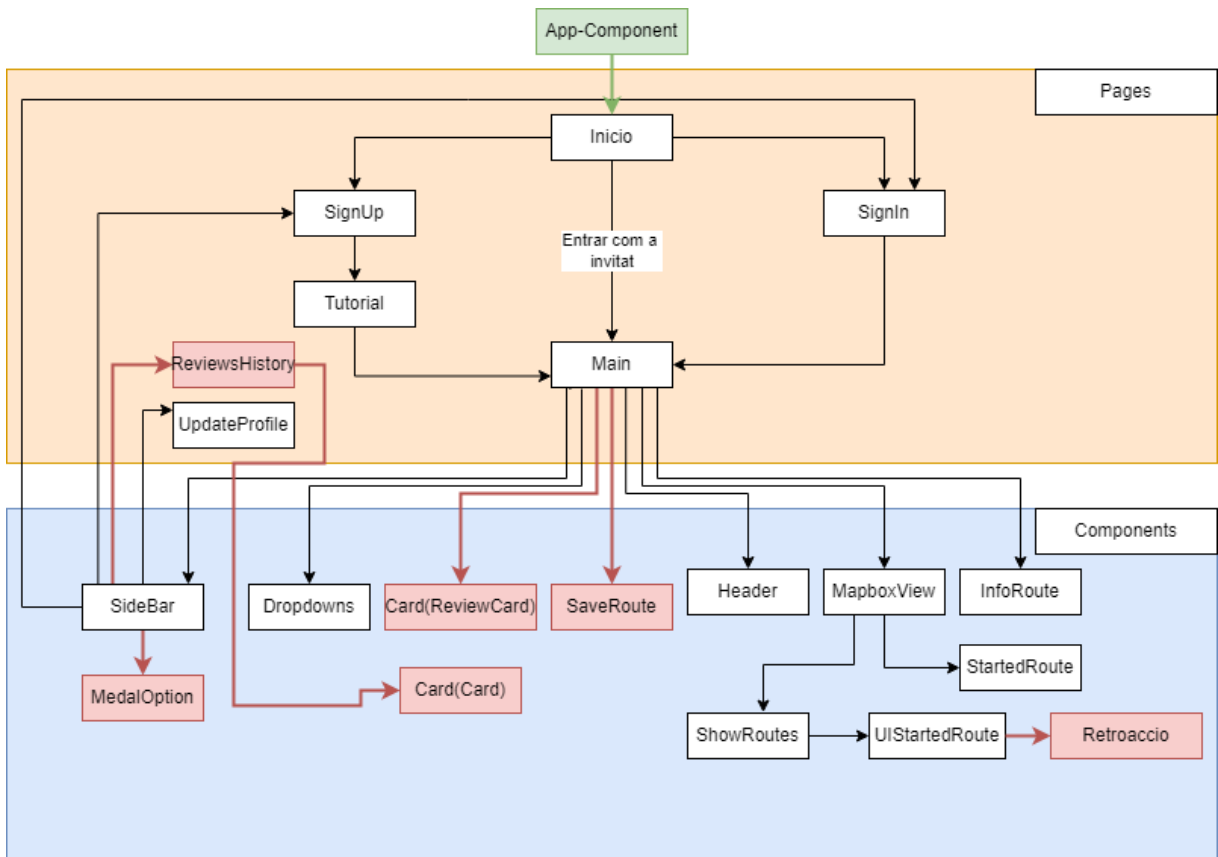 App-Component
Pages
Inicio
SignUp
SignIn
Entrar com a
invitat
Tutorial
ReviewsHistory
Main
UpdateProfile
Components
SideBar
Dropdowns
Card(ReviewCard)
SaveRoute
Header
MapboxView
InfoRoute
MedalOption
Card(Card)
StartedRoute
ShowRoutes
UIStartedRoute
Retroaccio